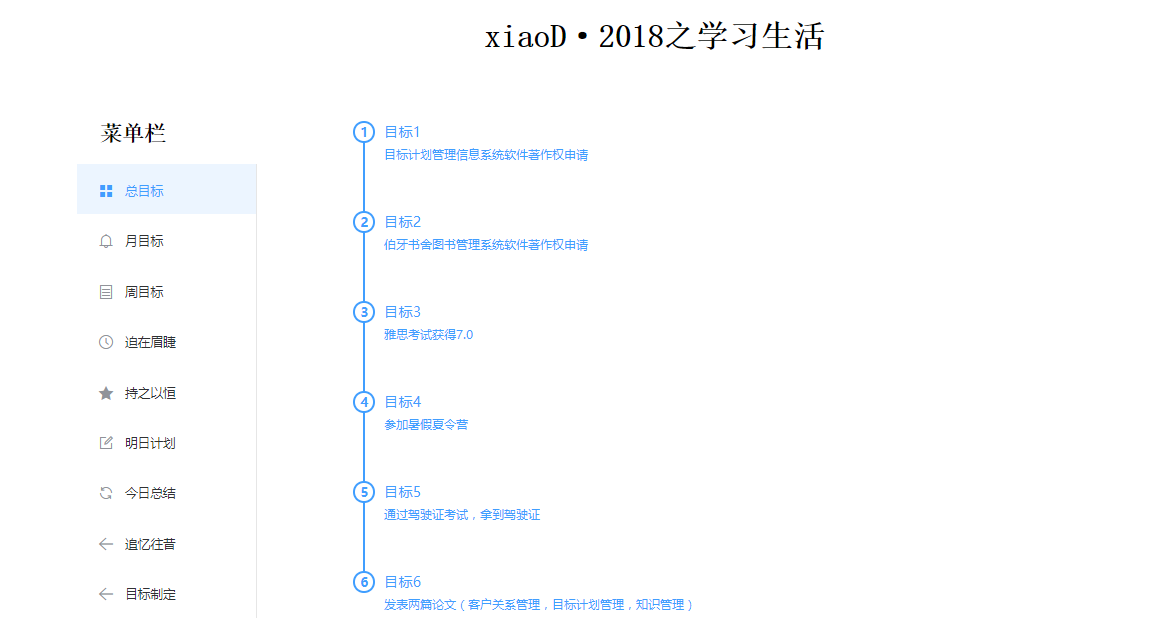 xiaoD·2018之学习生活
菜单栏
总目标
月目标
周目标
迫在眉睫
持之以恒
明日计划
今日总结
追忆往昔
目标制定
1 目标1
目标计划管理信息系统软件著作权申请
2 目标2
伯牙书舍图书管理系统软件著作权申请
3 目标3
雅思考试获得7.0
4 目标4
参加暑假夏令营
5 目标5
通过驾驶证考试，拿到驾驶证
6 目标6
发表两篇论文（客户关系管理，目标计划管理，知识管理）